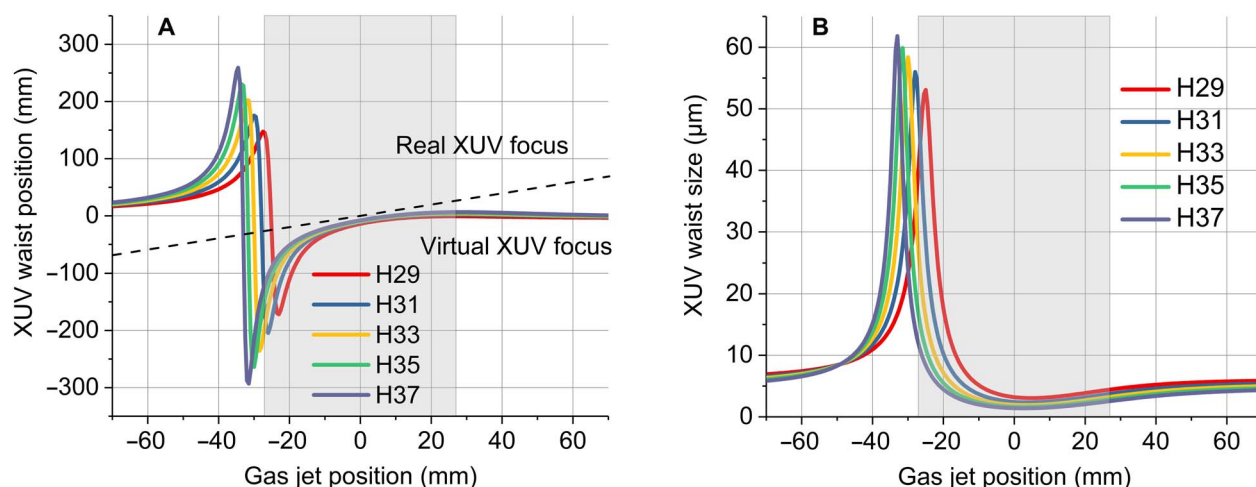 A
XUV waist position (mm)
300
200
100
0
−100
−200
−300
Real XUV focus
Virtual XUV focus
H29
H31
H33
H35
H37
−60
−40
−20
0
20
40
60
Gas jet position (mm)
B
XUV waist size (μm)
60
50
40
30
20
10
0
H29
H31
H33
H35
H37
−60
−40
−20
0
20
40
60
Gas jet position (mm)